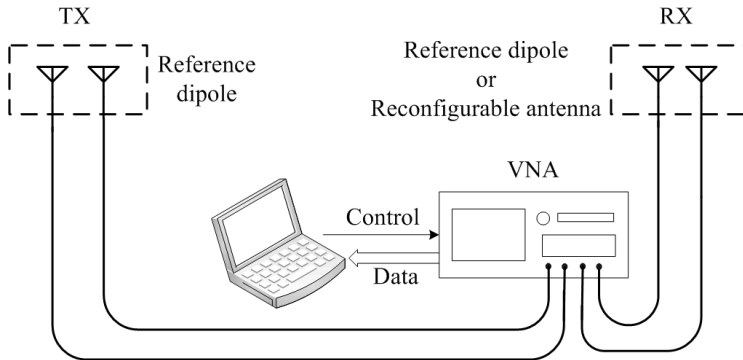 TX
RX
Reference
dipole
Reference dipole
or
Reconfigurable antenna
VNA
Control
Data